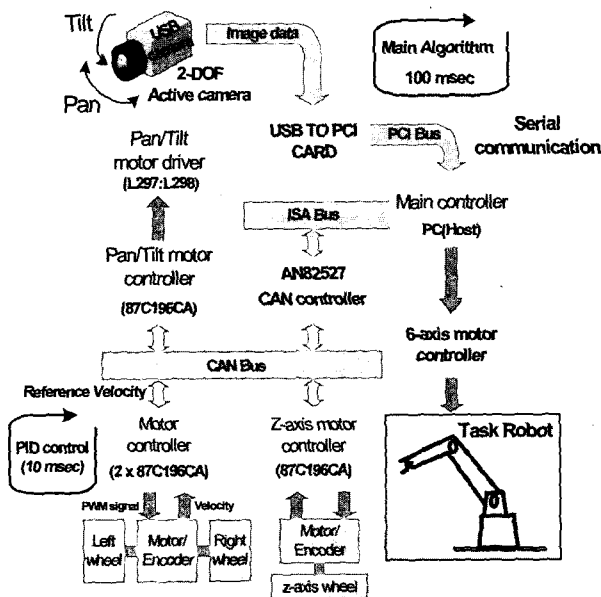 Tilt
USB
Image data
Main Algorithm
100 msec
2-DOF
Active camera
Pan
USB TO PCI
CARD
PCI Bus
Serial
communication
Pan/Tilt
motor driver
(L297:L298)
ISA Bus
Main controller
PC(Host)
Pan/Tilt motor
controller
(87C196CA)
AN82527
CAN controller
6-axis motor
controller
CAN Bus
Reference Velocity
PID control
(10 msec)
Motor
controller
(2 x 87C196CA)
Z-axis motor
controller
(87C196CA)
Task Robot
PWM signal
Velocity
Left
wheel
Motor/
Encoder
Right
wheel
Motor/
Encoder
z-axis wheel